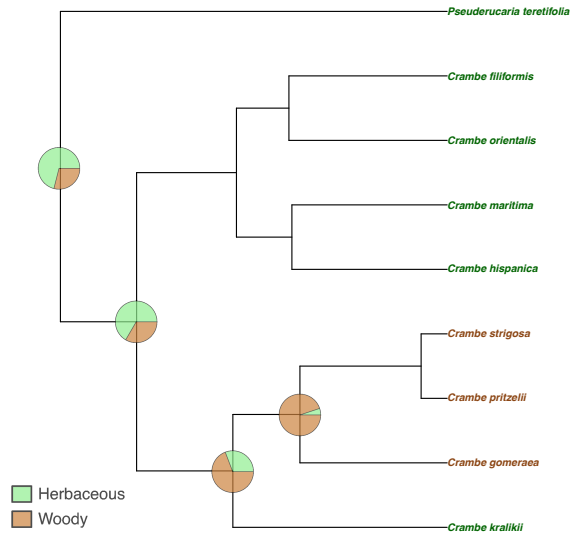 Pseuderucaria teretifolia
Crambe filiformis
Crambe orientalis
Crambe maritima
Crambe hispanica
Crambe strigosa
Crambe pritzelii
Crambe gomeraea
Crambe kralikii
Herbaceous
Woody